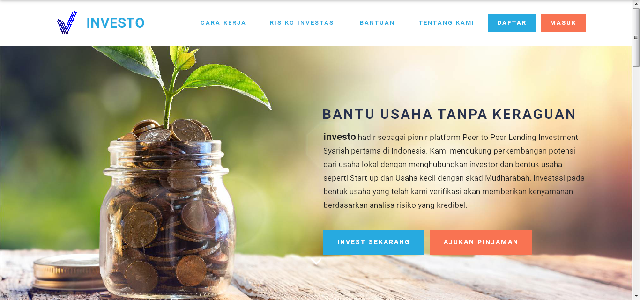 INVESTO
CARA KERJA
RISIKO INVESTASI
BANTUAN
TENTANG KAMI
DAFTAR
MASUK
BANTU USAHA TANPA KERAGUAN
investo hadir sebagai pionir platform Peer to Peer Lending Investment
Syariah pertama di Indonesia. Kami mendukung perkembangan potensi
dari usaha lokal dengan menghubungkan investor dan bentuk usaha
seperti Start up dan Usaha kecil dengan akad Mudharabah. Investasi pada
bentuk usaha yang telah kami verifikasi akan memberikan kenyamanan
berdasarkan analisa risiko yang kredibel.
INVEST SEKARANG
AJUKAN PINJAMAN